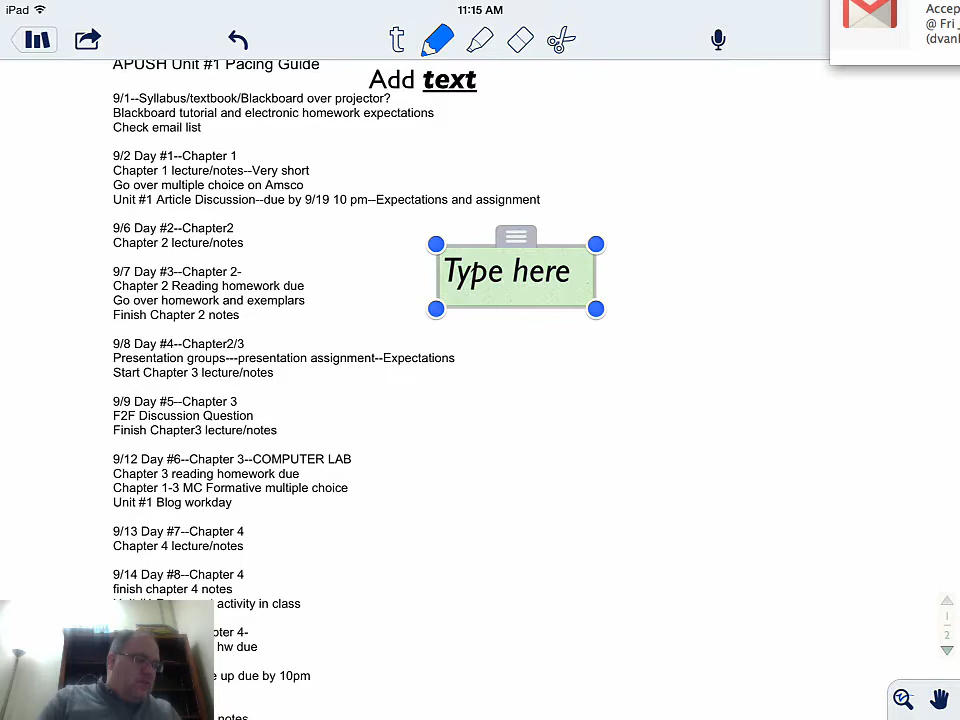 iPad
11:15 AM
Accep
@ Fri
(dvanl
t
APUSH Unit #1 Pacing Guide
Add text
9/1--Syllabus/textbook/Blackboard over projector?
Blackboard tutorial and electronic homework expectations
Check email list
9/2 Day #1--Chapter 1
Chapter 1 lecture/notes--Very short
Go over multiple choice on Amsco
Unit #1 Article Discussion--due by 9/19 10 pm--Expectations and assignment
9/6 Day #2--Chapter2
Chapter 2 lecture/notes
Type here
9/7 Day #3--Chapter 2-
Chapter 2 Reading homework due
Go over homework and exemplars
Finish Chapter 2 notes
9/8 Day #4--Chapter2/3
Presentation groups---presentation assignment--Expectations
Start Chapter 3 lecture/notes
9/9 Day #5--Chapter 3
F2F Discussion Question
Finish Chapter3 lecture/notes
9/12 Day #6--Chapter 3--COMPUTER LAB
Chapter 3 reading homework due
Chapter 1-3 MC Formative multiple choice
Unit #1 Blog workday
9/13 Day #7--Chapter 4
Chapter 4 lecture/notes
9/14 Day #8--Chapter 4
finish chapter 4 notes
activity in class
oter 4-
hw due
e up due by 10pm
notes
1
2